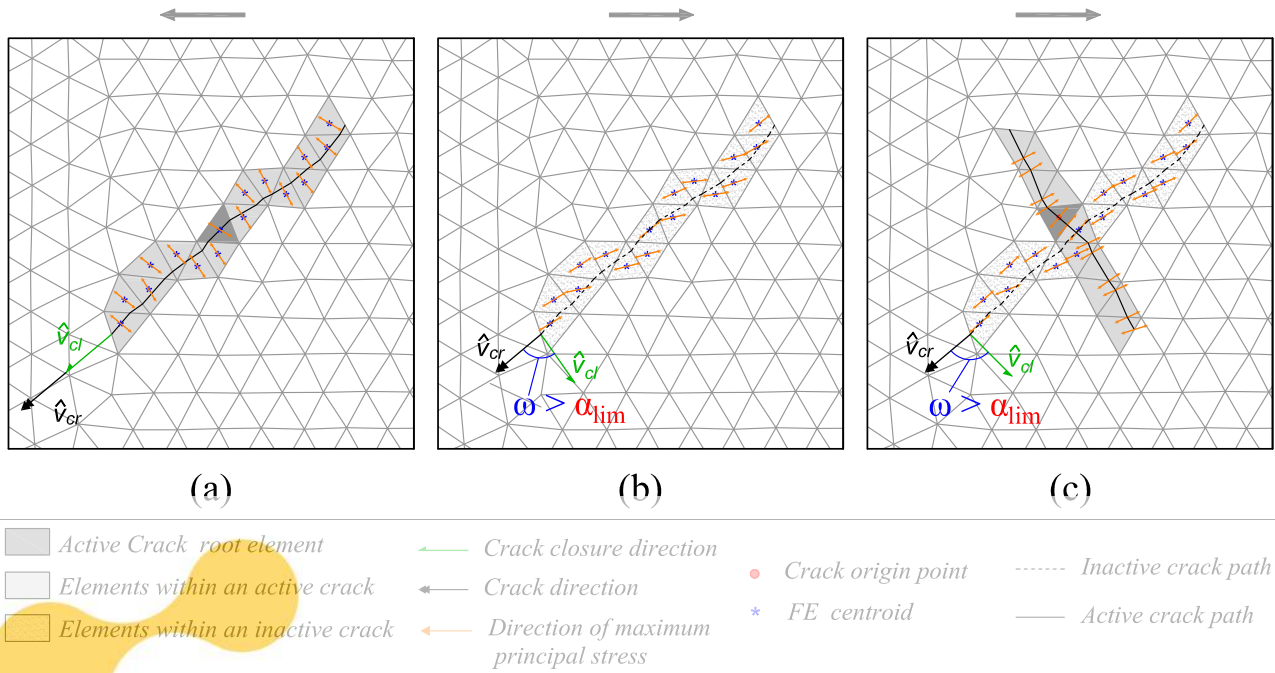 v̂cl
v̂cr
(a)
v̂cr
v̂cl
ω > αlim
(b)
v̂cr
v̂cl
ω > αlim
(c)
Active Crack root element
Elements within an active crack
Elements within an inactive crack
Crack closure direction
Crack direction
Direction of maximum
principal stress
Crack origin point
FE centroid
Inactive crack path
Active crack path